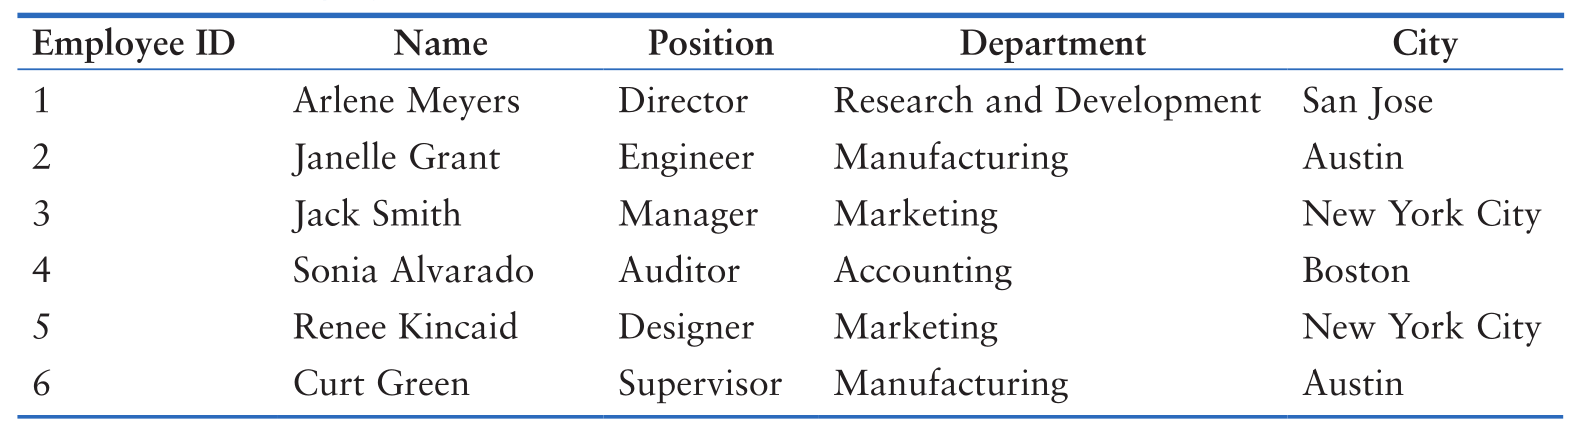 Employee ID Name Position Department City
1 Arlene Meyers Director Research and Development San Jose
2 Janelle Grant Engineer Manufacturing Austin
3 Jack Smith Manager Marketing New York City
4 Sonia Alvarado Auditor Accounting Boston
5 Renee Kincaid Designer Marketing New York City
6 Curt Green Supervisor Manufacturing Austin